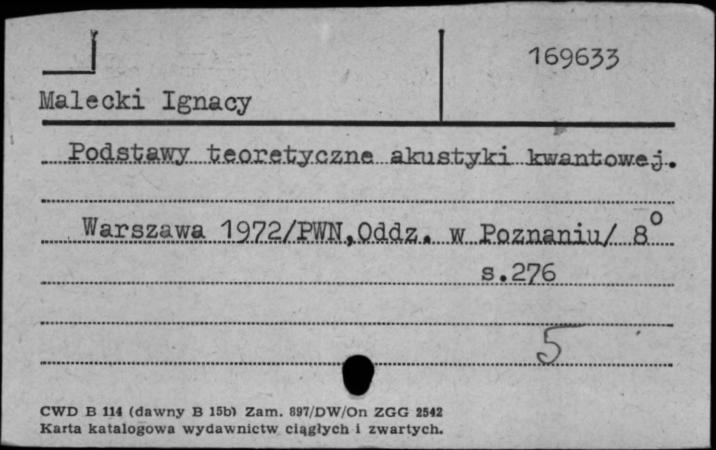 169633
Malecki Ignacy
Podstawy teoretyczne akustyki kwantowej.
Warszawa 1972/PWN,Oddz. w Poznaniu/ 8°
s.276
5
CWD B 114 (dawny B 15b) Zam. 897/DW/On ZGG 2542
Karta katalogowa wydawnictw ciągłych i zwartych.